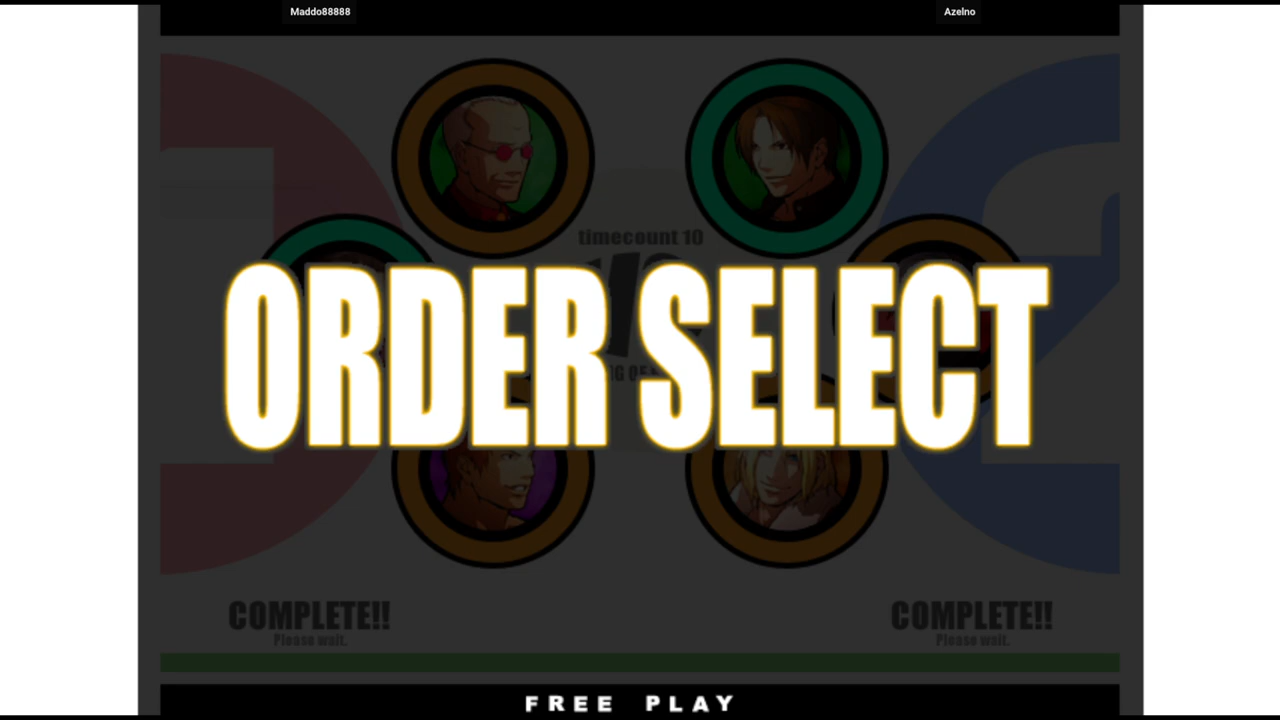 Maddo88888
Azelno
timecount 10
ORDER SELECT
COMPLETE!!
Please wait.
COMPLETE!!
Please wait.
FREE PLAY